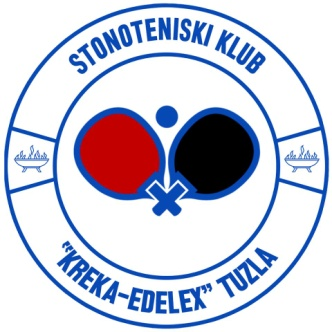 STONOTENISKI KLUB
"KREKA-EDELEX" TUZLA